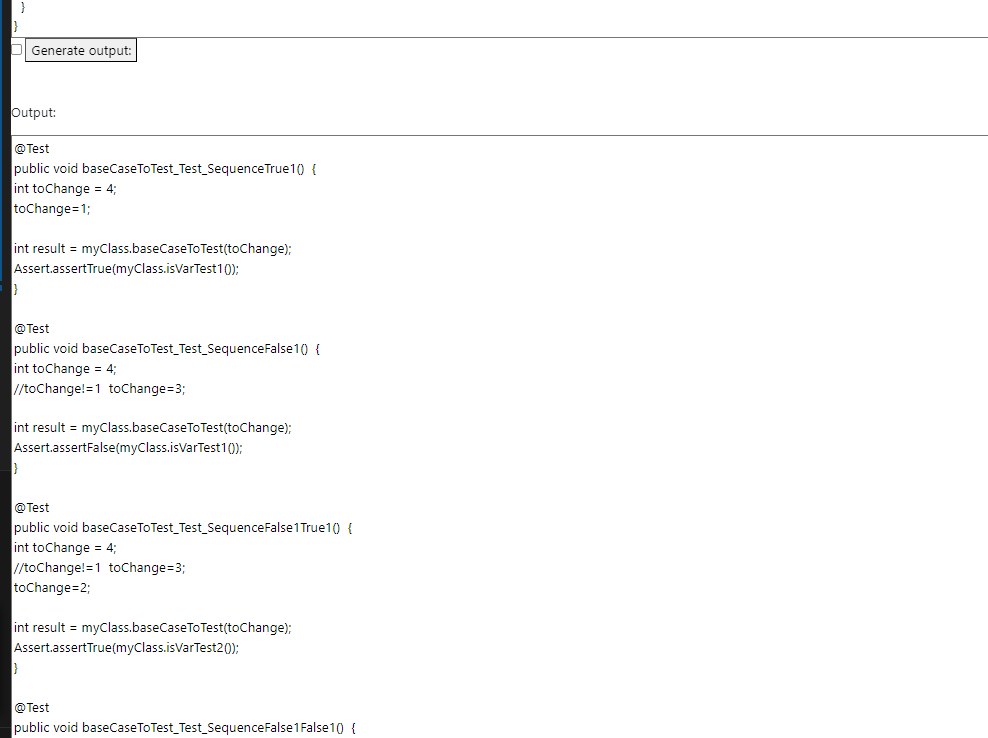 }
}
Generate output:
Output:
@Test
public void baseCaseToTest_Test_SequenceTrue1()  {
int toChange = 4;
toChange=1;
int result = myClass.baseCaseToTest(toChange);
Assert.assertTrue(myClass.isVarTest1());
}
@Test
public void baseCaseToTest_Test_SequenceFalse1()  {
int toChange = 4;
//toChange!=1  toChange=3;
int result = myClass.baseCaseToTest(toChange);
Assert.assertFalse(myClass.isVarTest1());
}
@Test
public void baseCaseToTest_Test_SequenceFalse1True1()  {
int toChange = 4;
//toChange!=1  toChange=3;
toChange=2;
int result = myClass.baseCaseToTest(toChange);
Assert.assertTrue(myClass.isVarTest2());
}
@Test
public void baseCaseToTest_Test_SequenceFalse1False1()  {